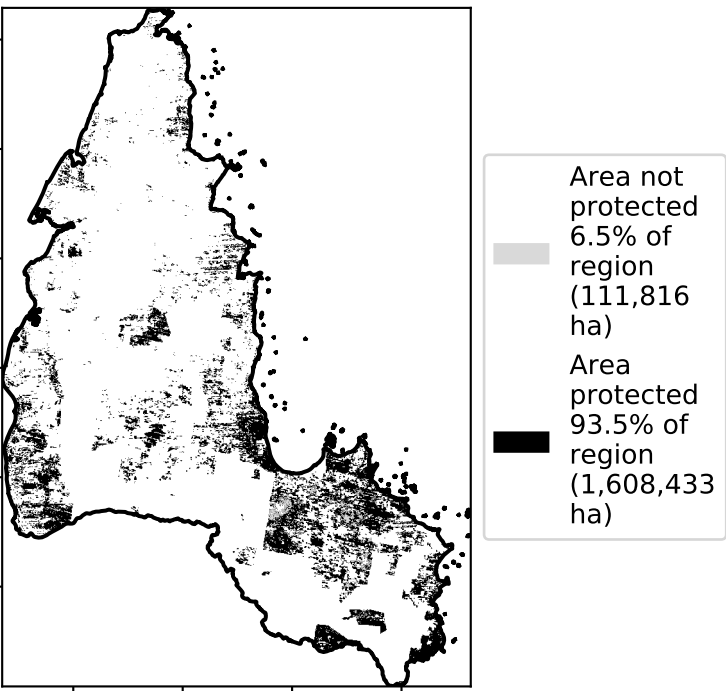 Area not
protected
6.5% of
region
(111,816
ha)
Area
protected
93.5% of
region
(1,608,433
ha)